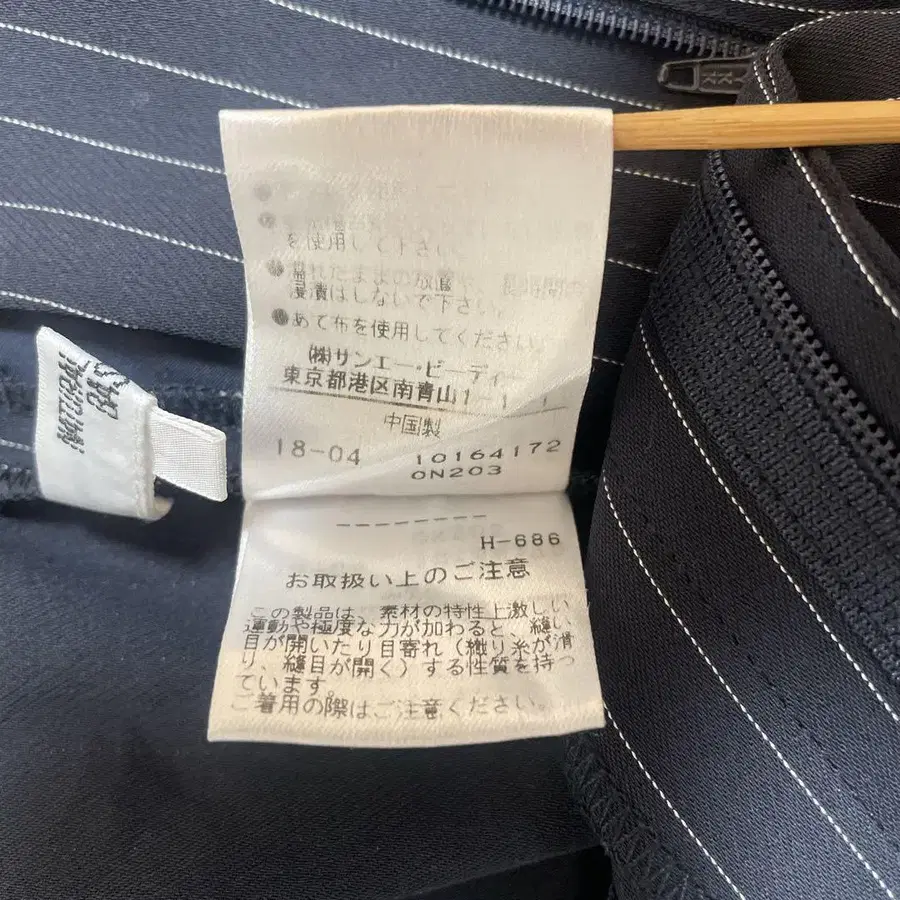 を使用して下さい。
れたままの放置や、長時間の
浸漬はしないで下さい。
●あて布を使用してください
(株)サンエー・ビーディ
東京都港区南青山1-1-1
中国製
18-04 10164172
0N203
--------
H-686
お取扱い上のご注意
この製品は、素材の特性上激しい
運動や極度な力が加わると、縫い
目が開いたり目寄れ(織り糸が滑
り、縫目が開く)する性質を持っ
ています。
ご着用の際はご注意ください。